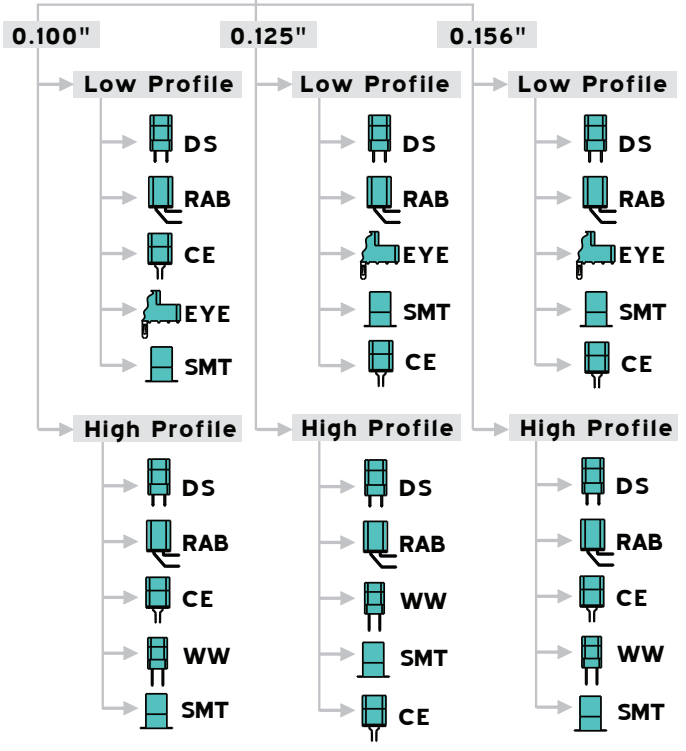 0.100"
0.125"
0.156"
Low Profile
DS
RAB
CE
EYE
SMT
High Profile
DS
RAB
CE
WW
SMT
Low Profile
DS
RAB
EYE
SMT
CE
High Profile
DS
RAB
WW
SMT
CE
Low Profile
DS
RAB
EYE
SMT
CE
High Profile
DS
RAB
CE
WW
SMT